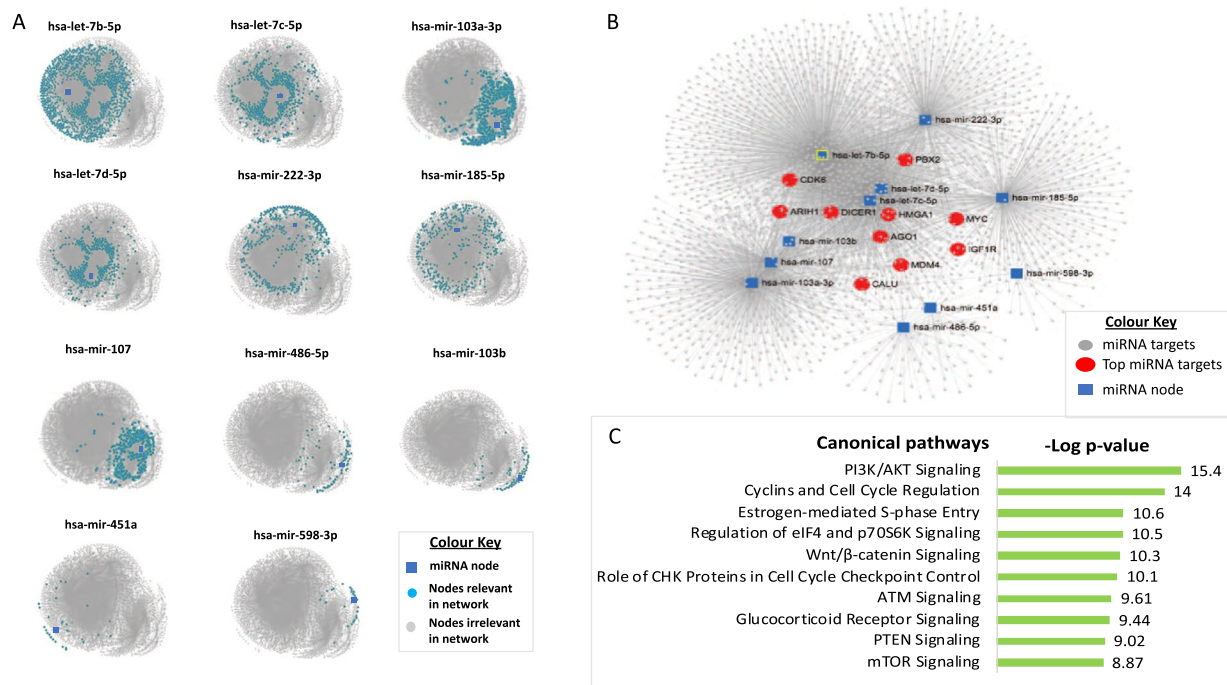 A
hsa-let-7b-5p
hsa-let-7c-5p
hsa-mir-103a-3p
hsa-let-7d-5p
hsa-mir-222-3p
hsa-mir-185-5p
hsa-mir-107
hsa-mir-486-5p
hsa-mir-103b
hsa-mir-451a
hsa-mir-598-3p
Colour Key
miRNA node
Nodes relevant
in network
Nodes irrelevant
in network
B
hsa-mir-222-3p
hsa-let-7b-5p
PBX2
CDK6
hsa-let-7d-5p
hsa-let-7c-5p
hsa-mir-185-5p
ARIH1
DICER1
HMGA1
MYC
AGO1
hsa-mir-103b
IGF1R
hsa-mir-107
MDM4
hsa-mir-598-3p
hsa-mir-103a-3p
CALU
hsa-mir-451a
hsa-mir-486-5p
Colour Key
miRNA targets
Top miRNA targets
miRNA node
C
Canonical pathways -Log p-value
PI3K/AKT Signaling 15.4
Cyclins and Cell Cycle Regulation 14
Estrogen-mediated S-phase Entry 10.6
Regulation of eIF4 and p70S6K Signaling 10.5
Wnt/β-catenin Signaling 10.3
Role of CHK Proteins in Cell Cycle Checkpoint Control 10.1
ATM Signaling 9.61
Glucocorticoid Receptor Signaling 9.44
PTEN Signaling 9.02
mTOR Signaling 8.87